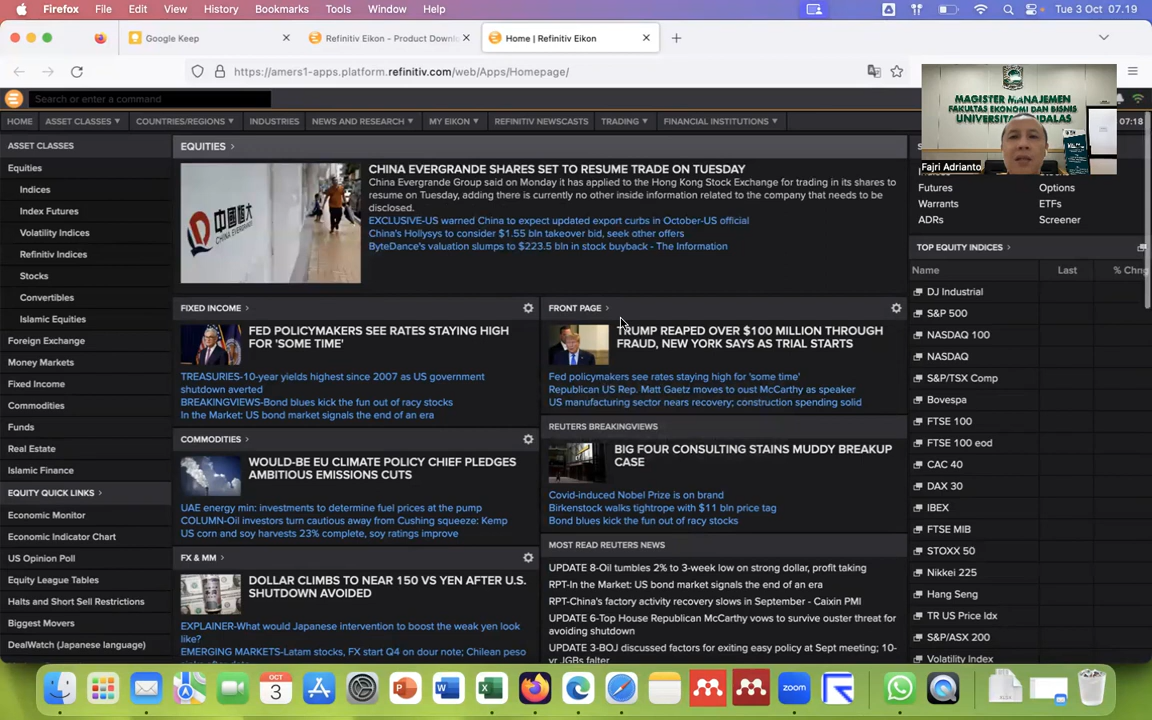 Firefox File Edit View History Bookmarks Tools Window Help Tue 3 Oct 07.19
Google Keep
Refinitiv Eikon - Product Downlo
Home | Refinitiv Eikon
https://amers1-apps.platform.refinitiv.com/web/Apps/Homepage/
Search or enter a command
HOME ASSET CLASSES COUNTRIES/REGIONS INDUSTRIES NEWS AND RESEARCH MY EIKON REFINITIV NEWSCASTS TRADING FINANCIAL INSTITUTIONS 07:18
MAGISTER MANAJEMEN
FAKULTAS EKONOMI DAN BISNIS
UNIVERSITAS ANDALAS
Fajri Adrianto
ASSET CLASSES
Equities
Indices
Index Futures
Volatility Indices
Refinitiv Indices
Stocks
Convertibles
Islamic Equities
Foreign Exchange
Money Markets
Fixed Income
Commodities
Funds
Real Estate
Islamic Finance
EQUITY QUICK LINKS
Economic Monitor
Economic Indicator Chart
US Opinion Poll
Equity League Tables
Halts and Short Sell Restrictions
Biggest Movers
DealWatch (Japanese language)
EQUITIES
CHINA EVERGRANDE SHARES SET TO RESUME TRADE ON TUESDAY
China Evergrande Group said on Monday it has applied to the Hong Kong Stock Exchange for trading in its shares to
resume on Tuesday, adding there is currently no other inside information related to the company that needs to be
disclosed.
EXCLUSIVE-US warned China to expect updated export curbs in October-US official
China's Hollysys to consider $1.55 bln takeover bid, seek other offers
ByteDance's valuation slumps to $223.5 bln in stock buyback - The Information
中国恒大
FIXED INCOME
FED POLICYMAKERS SEE RATES STAYING HIGH
FOR 'SOME TIME'
TREASURIES-10-year yields highest since 2007 as US government
shutdown averted
BREAKINGVIEWS-Bond blues kick the fun out of racy stocks
In the Market: US bond market signals the end of an era
COMMODITIES
WOULD-BE EU CLIMATE POLICY CHIEF PLEDGES
AMBITIOUS EMISSIONS CUTS
UAE energy min: investments to determine fuel prices at the pump
COLUMN-Oil investors turn cautious away from Cushing squeeze: Kemp
US corn and soy harvests 23% complete, soy ratings improve
FX & MM
DOLLAR CLIMBS TO NEAR 150 VS YEN AFTER U.S.
SHUTDOWN AVOIDED
EXPLAINER-What would Japanese intervention to boost the weak yen look
like?
EMERGING MARKETS-Latam stocks, FX start Q4 on dour note; Chilean peso
FRONT PAGE
TRUMP REAPED OVER $100 MILLION THROUGH
FRAUD, NEW YORK SAYS AS TRIAL STARTS
Fed policymakers see rates staying high for 'some time'
Republican US Rep. Matt Gaetz moves to oust McCarthy as speaker
US manufacturing sector nears recovery; construction spending solid
REUTERS BREAKINGVIEWS
BIG FOUR CONSULTING STAINS MUDDY BREAKUP
CASE
Covid-induced Nobel Prize is on brand
Birkenstock walks tightrope with $11 bln price tag
Bond blues kick the fun out of racy stocks
MOST READ REUTERS NEWS
UPDATE 8-Oil tumbles 2% to 3-week low on strong dollar, profit taking
RPT-In the Market: US bond market signals the end of an era
RPT-China's factory activity recovery slows in September - Caixin PMI
UPDATE 6-Top House Republican McCarthy vows to survive ouster threat for
avoiding shutdown
UPDATE 3-BOJ discussed factors for exiting easy policy at Sept meeting; 10-
yr JGBs falter
Futures Options
Warrants ETFs
ADRs Screener
TOP EQUITY INDICES
Name Last % Chng
DJ Industrial
S&P 500
NASDAQ 100
NASDAQ
S&P/TSX Comp
Bovespa
FTSE 100
FTSE 100 eod
CAC 40
DAX 30
IBEX
FTSE MIB
STOXX 50
Nikkei 225
Hang Seng
TR US Price Idx
S&P/ASX 200
Volatility Index
OCT
3
zoom